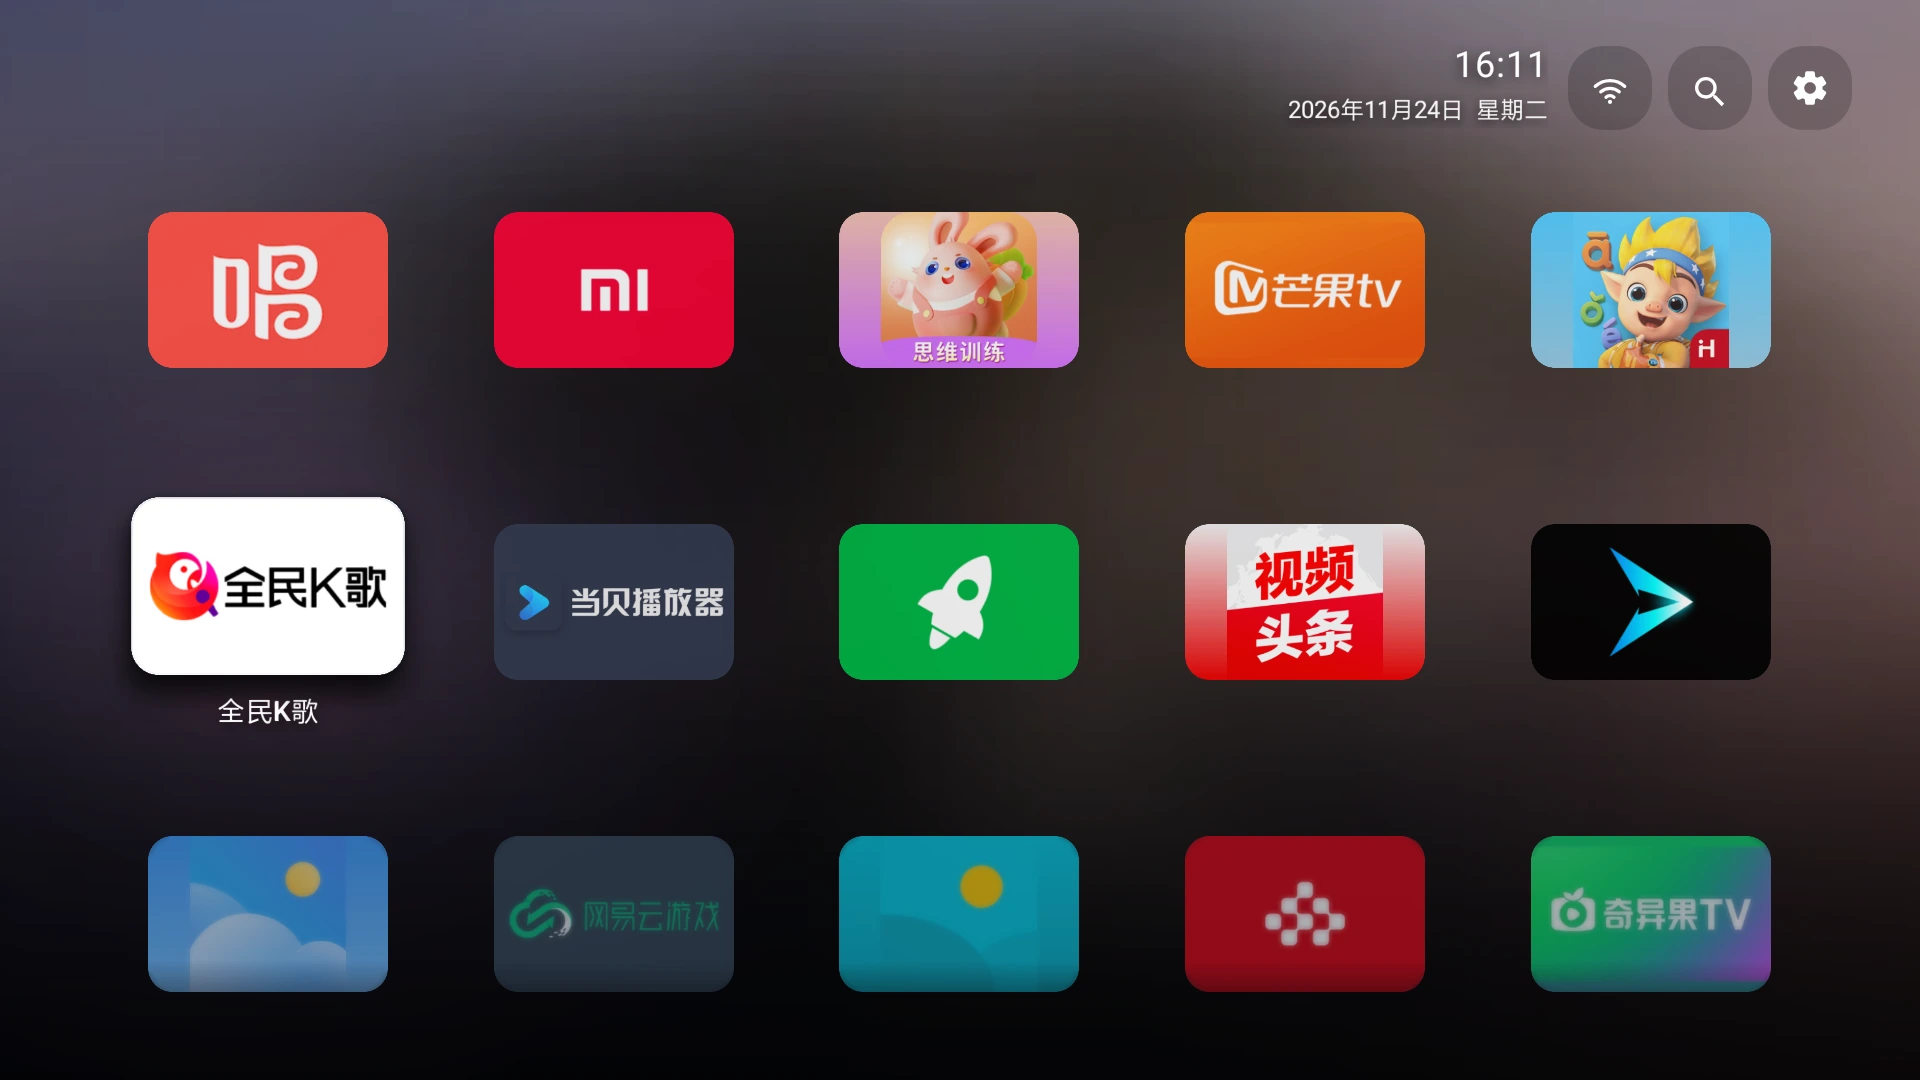 16:11
2026年11月24日 星期二
唱
mi
思维训练
芒果tv
ā
ǒ
H
全民K歌
当贝播放器
视频
头条
全民K歌
网易云游戏
奇异果TV